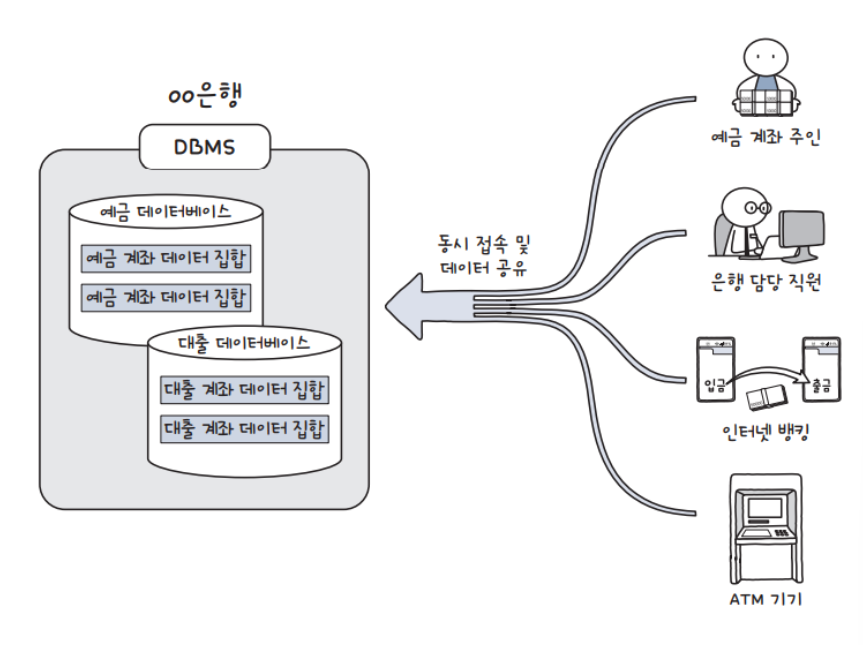 oo은행
DBMS
예금 데이터베이스
예금 계좌 데이터 집합
예금 계좌 데이터 집합
대출 데이터베이스
대출 계좌 데이터 집합
대출 계좌 데이터 집합
동시 접속 및
데이터 공유
예금 계좌 주인
은행 담당 직원
입금
출금
인터넷 뱅킹
ATM 기기